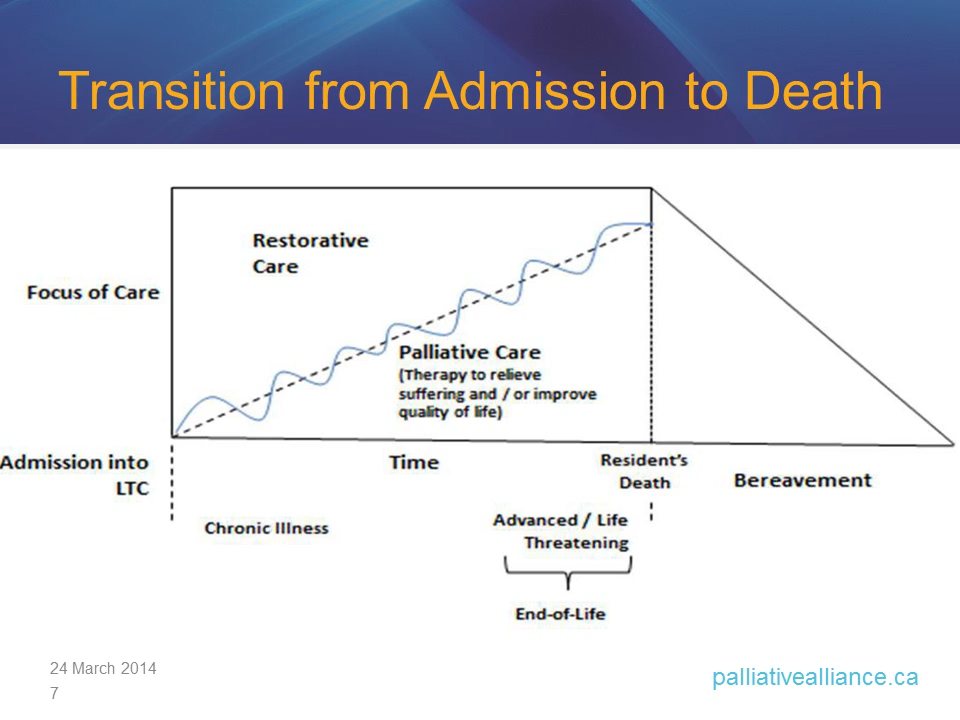 Transition from Admission to Death
Restorative
Care
Focus of Care
Palliative Care
(Therapy to relieve
suffering and / or improve
quality of life)
Admission into
LTC
Time
Resident's
Death
Bereavement
Chronic Illness
Advanced / Life
Threatening
End-of-Life
24 March 2014
7
palliativealliance.ca